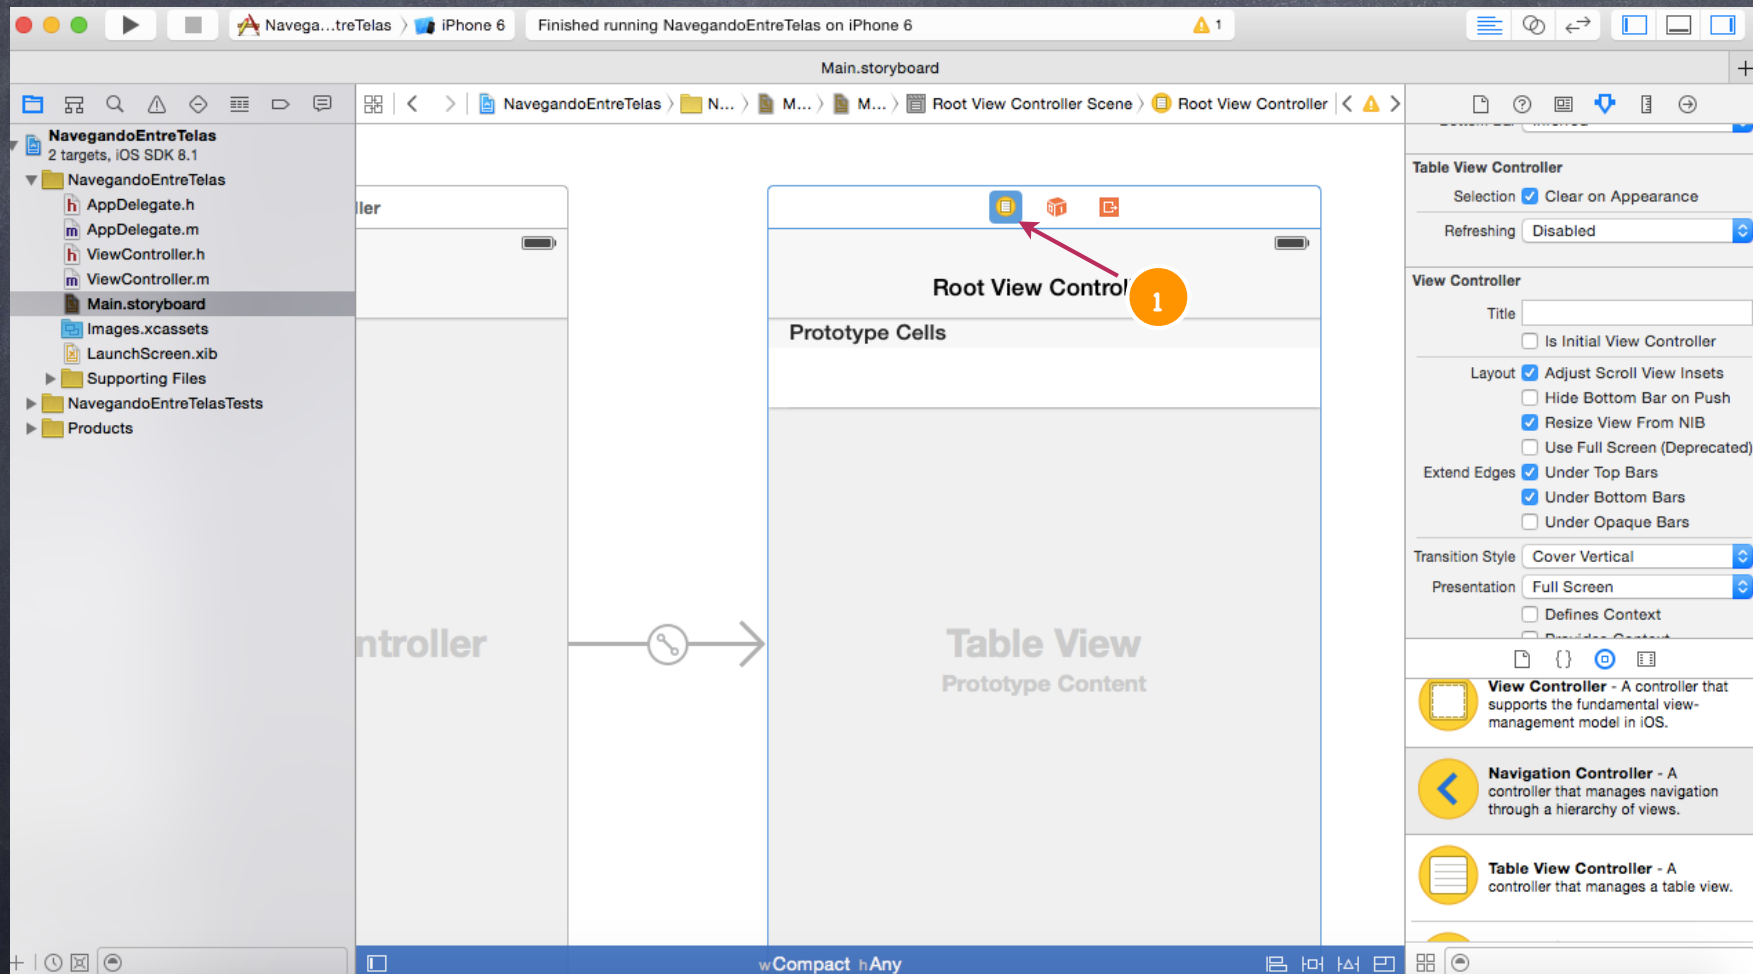 Navega...treTelas
iPhone 6
Finished running NavegandoEntreTelas on iPhone 6
1
Main.storyboard
NavegandoEntreTelas
N...
M...
M...
Root View Controller Scene
Root View Controller
NavegandoEntreTelas
2 targets, iOS SDK 8.1
NavegandoEntreTelas
AppDelegate.h
AppDelegate.m
ViewController.h
ViewController.m
Main.storyboard
Images.xcassets
LaunchScreen.xib
Supporting Files
NavegandoEntreTelasTests
Products
ller
ntroller
Root View Control
1
Prototype Cells
Table View
Prototype Content
wCompact hAny
Table View Controller
Selection Clear on Appearance
Refreshing Disabled
View Controller
Title
Is Initial View Controller
Layout Adjust Scroll View Insets
Hide Bottom Bar on Push
Resize View From NIB
Use Full Screen (Deprecated)
Extend Edges Under Top Bars
Under Bottom Bars
Under Opaque Bars
Transition Style Cover Vertical
Presentation Full Screen
Defines Context
View Controller - A controller that
supports the fundamental view-
management model in iOS.
Navigation Controller - A
controller that manages navigation
through a hierarchy of views.
Table View Controller - A
controller that manages a table view.